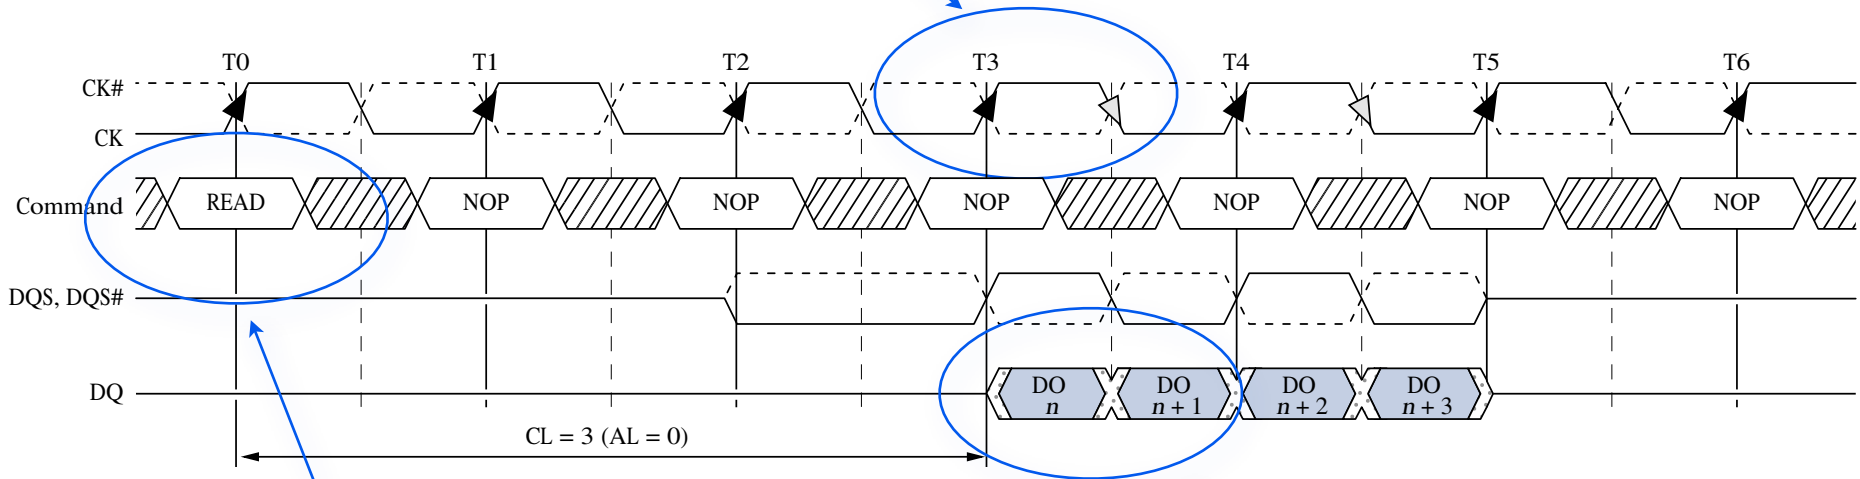 T0 T1 T2 T3 T4 T5 T6
CK#
CK
Command READ NOP NOP NOP NOP NOP NOP
DQS, DQS#
DQ DO DO DO DO
n n + 1 n + 2 n + 3
CL = 3 (AL = 0)